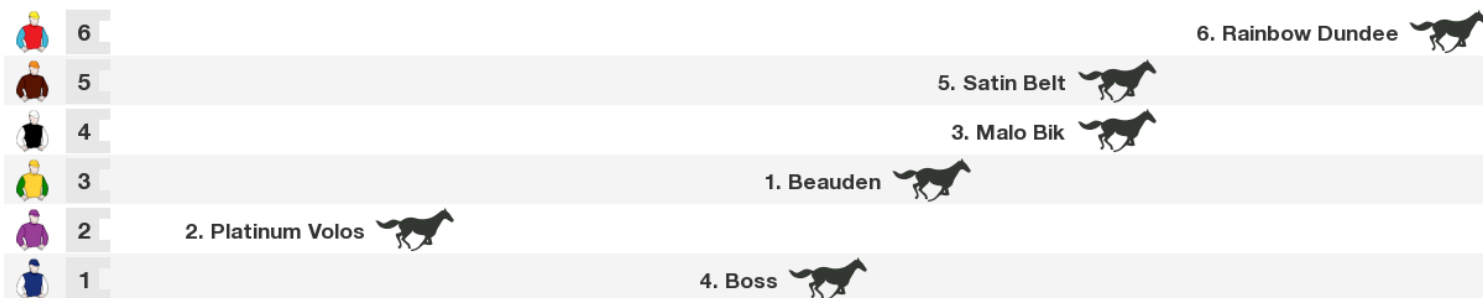 6 6. Rainbow Dundee
5 5. Satin Belt
4 3. Malo Bik
3 1. Beauden
2 2. Platinum Volos
1 4. Boss